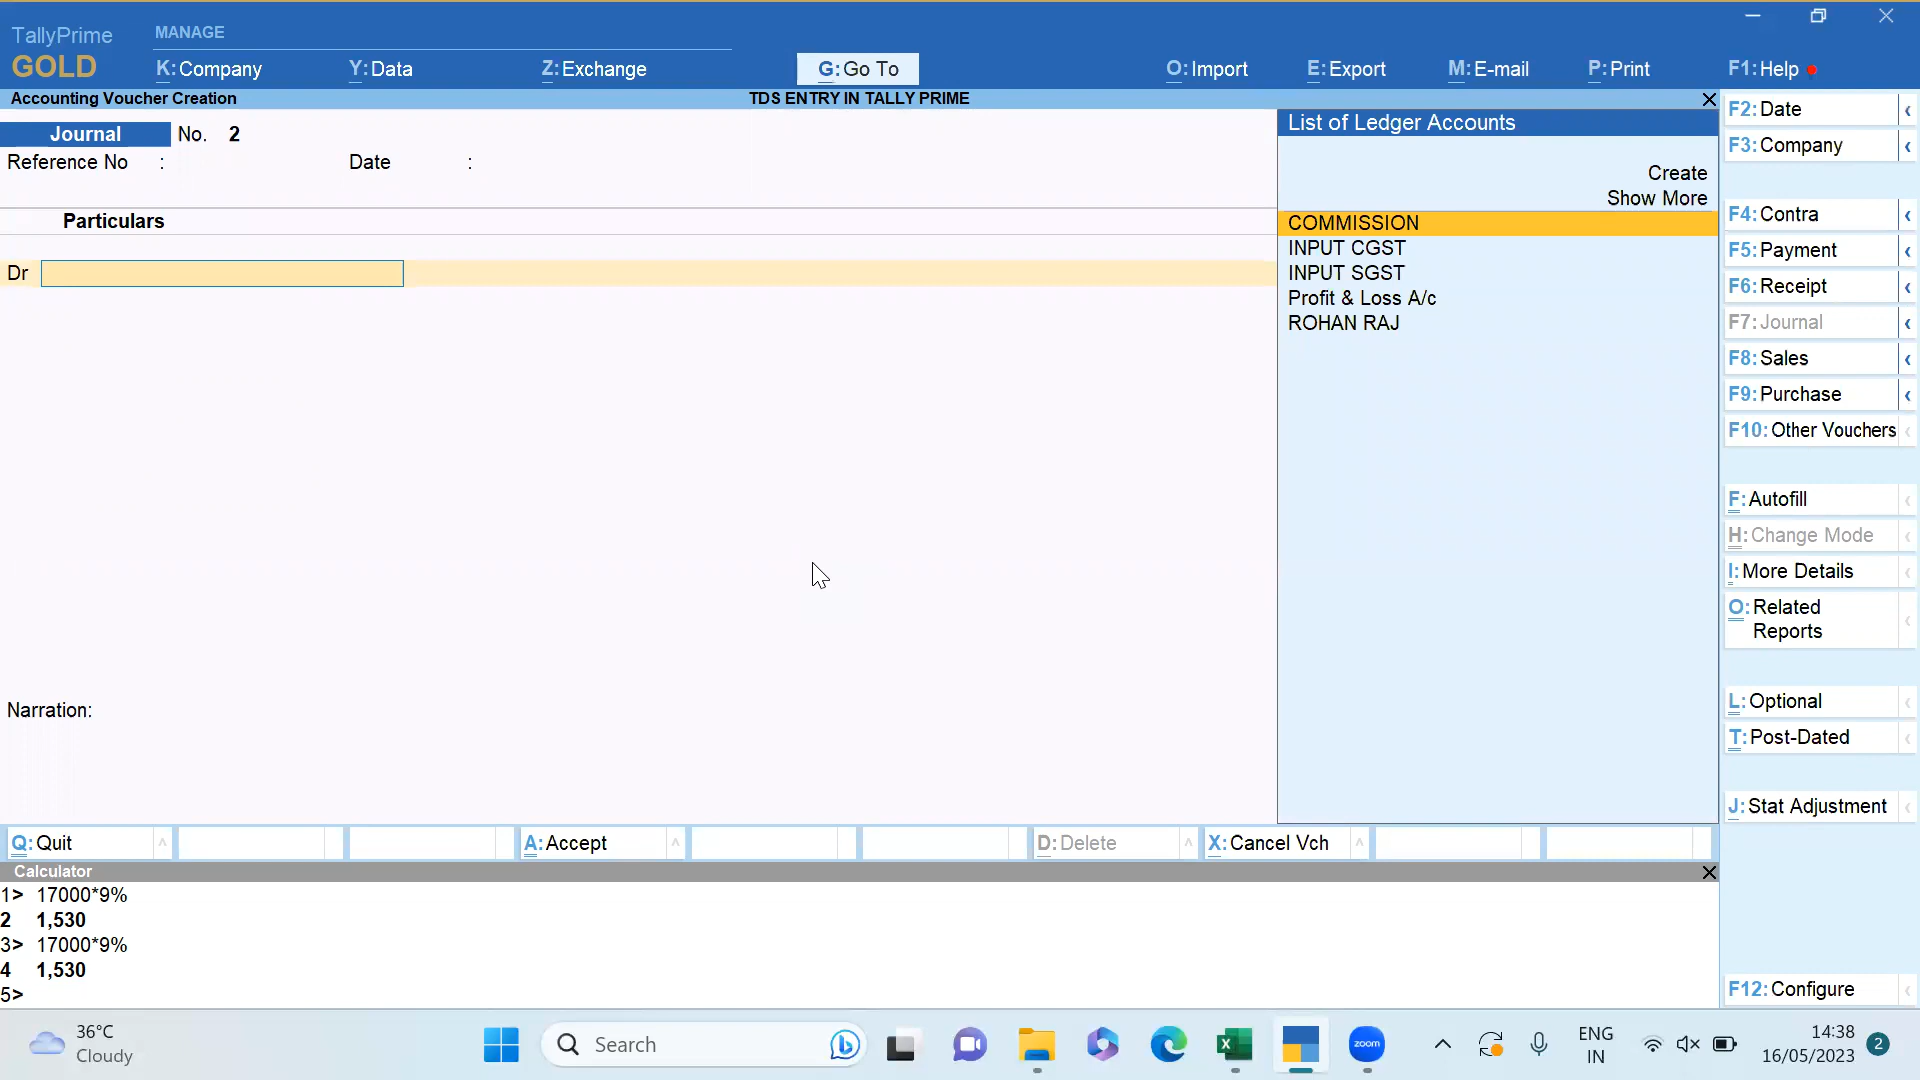 TallyPrime
GOLD
MANAGE
K:Company
Y:Data
Z:Exchange
G:Go To
O:Import
E:Export
M:E-mail
P:Print
F1:Help
Accounting Voucher Creation
TDS ENTRY IN TALLY PRIME
Journal No. 2
Reference No :
Date :
Particulars
Dr
Narration:
List of Ledger Accounts
Create
Show More
COMMISSION
INPUT CGST
INPUT SGST
Profit & Loss A/c
ROHAN RAJ
F2:Date
F3:Company
F4:Contra
F5:Payment
F6:Receipt
F7:Journal
F8:Sales
F9:Purchase
F10:Other Vouchers
F:Autofill
H:Change Mode
I:More Details
O:Related
Reports
L:Optional
T:Post-Dated
J:Stat Adjustment
F12:Configure
Q:Quit
A:Accept
D:Delete
X:Cancel Vch
Calculator
1> 17000*9%
2 1,530
3> 17000*9%
4 1,530
5>
36°C
Cloudy
Search
zoom
ENG
IN
14:38
16/05/2023
2